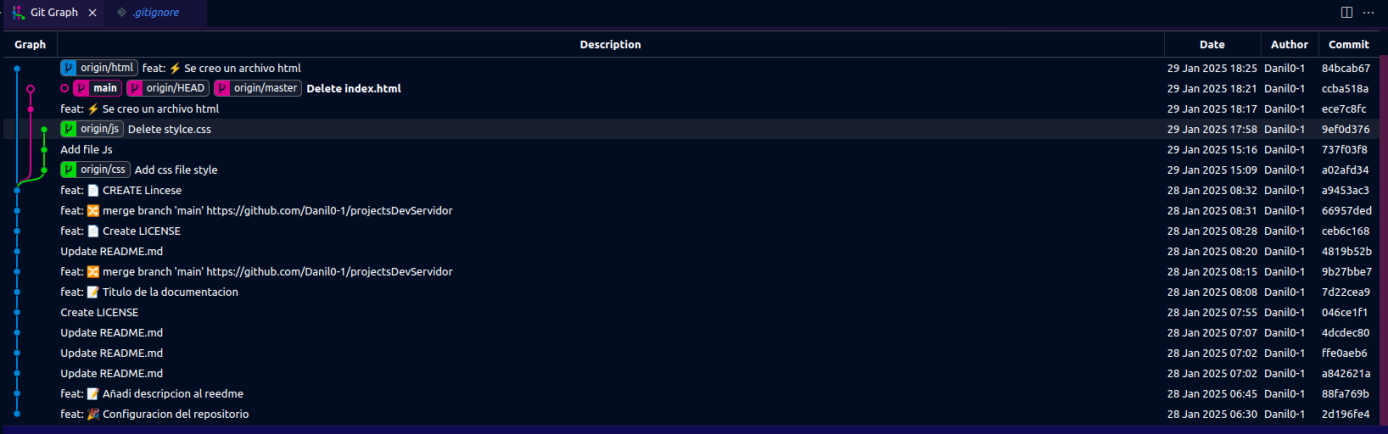 Git Graph .gitignore
Graph Description Date Author Commit
origin/html feat: ⚡ Se creo un archivo html 29 Jan 2025 18:25 Danil0-1 84bcab67
main origin/HEAD origin/master Delete index.html 29 Jan 2025 18:21 Danil0-1 ccba518a
feat: ⚡ Se creo un archivo html 29 Jan 2025 18:17 Danil0-1 ece7c8fc
origin/js Delete stylce.css 29 Jan 2025 17:58 Danil0-1 9ef0d376
Add file Js 29 Jan 2025 15:16 Danil0-1 737f03f8
origin/css Add css file style 29 Jan 2025 15:09 Danil0-1 a02afd34
feat: 📄 CREATE Lincese 28 Jan 2025 08:32 Danil0-1 a9453ac3
feat: 🔀 merge branch 'main' https://github.com/Danil0-1/projectsDevServidor 28 Jan 2025 08:31 Danil0-1 66957ded
feat: 📄 Create LICENSE 28 Jan 2025 08:28 Danil0-1 ceb6c168
Update README.md 28 Jan 2025 08:20 Danil0-1 4819b52b
feat: 🔀 merge branch 'main' https://github.com/Danil0-1/projectsDevServidor 28 Jan 2025 08:15 Danil0-1 9b27bbe7
feat: 📝 Titulo de la documentacion 28 Jan 2025 08:08 Danil0-1 7d22cea9
Create LICENSE 28 Jan 2025 07:55 Danil0-1 046ce1f1
Update README.md 28 Jan 2025 07:07 Danil0-1 4dcdec80
Update README.md 28 Jan 2025 07:02 Danil0-1 ffe0aeb6
Update README.md 28 Jan 2025 07:02 Danil0-1 a842621a
feat: 📝 Añadi descripcion al reedme 28 Jan 2025 06:45 Danil0-1 88fa769b
feat: 🎉 Configuracion del repositorio 28 Jan 2025 06:30 Danil0-1 2d196fe4